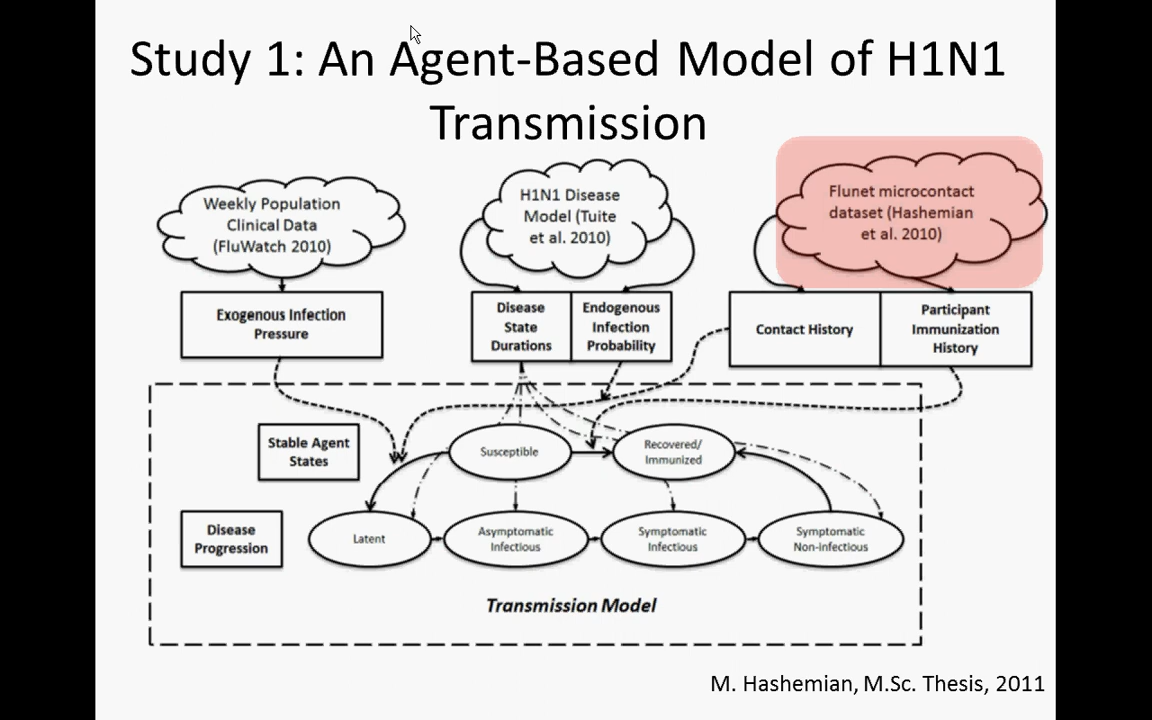 Study 1: An Agent-Based Model of H1N1
Transmission
Weekly Population
Clinical Data
(FluWatch 2010)
H1N1 Disease
Model (Tuite
et al. 2010)
Flunet microcontact
dataset (Hashemian
et al. 2010)
Exogenous Infection
Pressure
Disease
State
Durations
Endogenous
Infection
Probability
Contact History
Participant
Immunization
History
Stable Agent
States
Susceptible
Recovered/
Immunized
Disease
Progression
Latent
Asymptomatic
Infectious
Symptomatic
Infectious
Symptomatic
Non-infectious
Transmission Model
M. Hashemian, M.Sc. Thesis, 2011